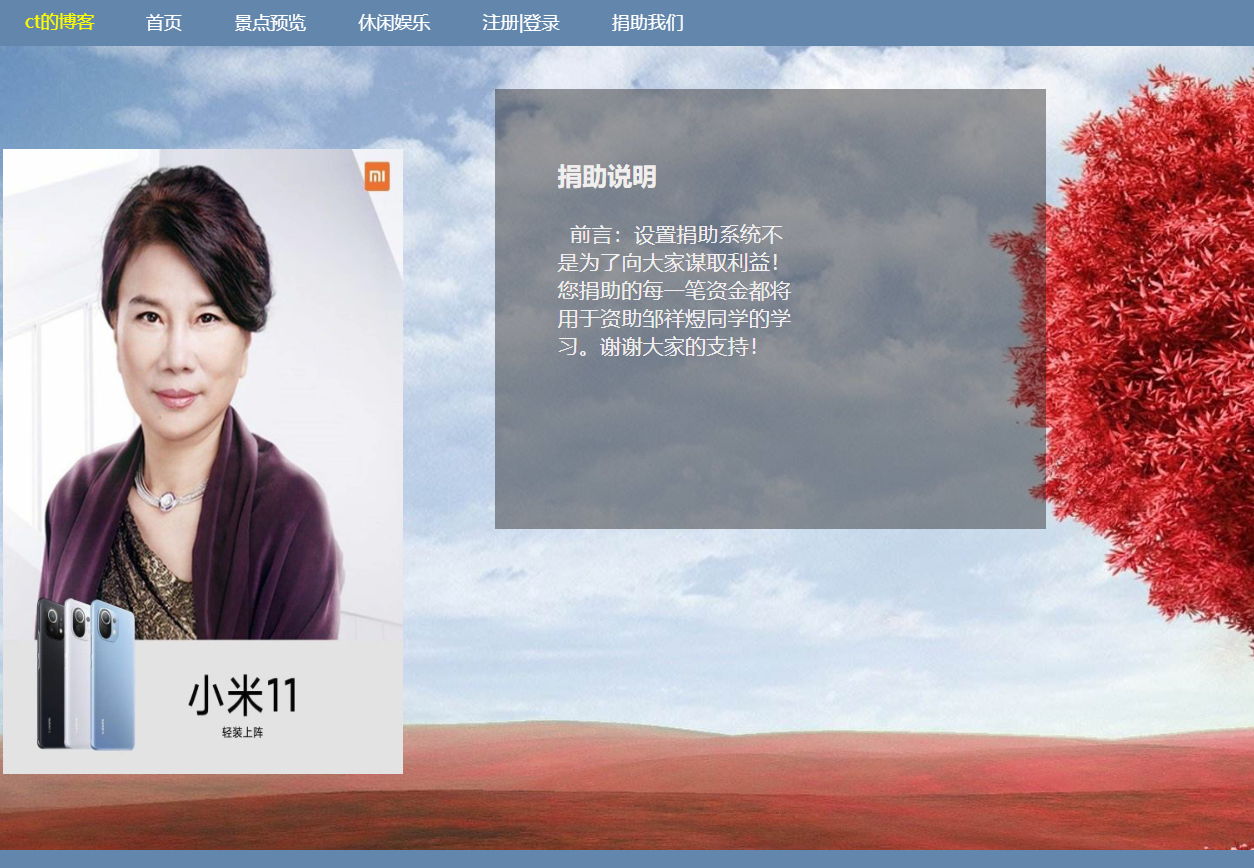 ct的博客 首页 景点预览 休闲娱乐 注册|登录 捐助我们
捐助说明
前言：设置捐助系统不
是为了向大家谋取利益！
您捐助的每一笔资金都将
用于资助邹祥煜同学的学
习。谢谢大家的支持！
mi
小米11
轻装上阵